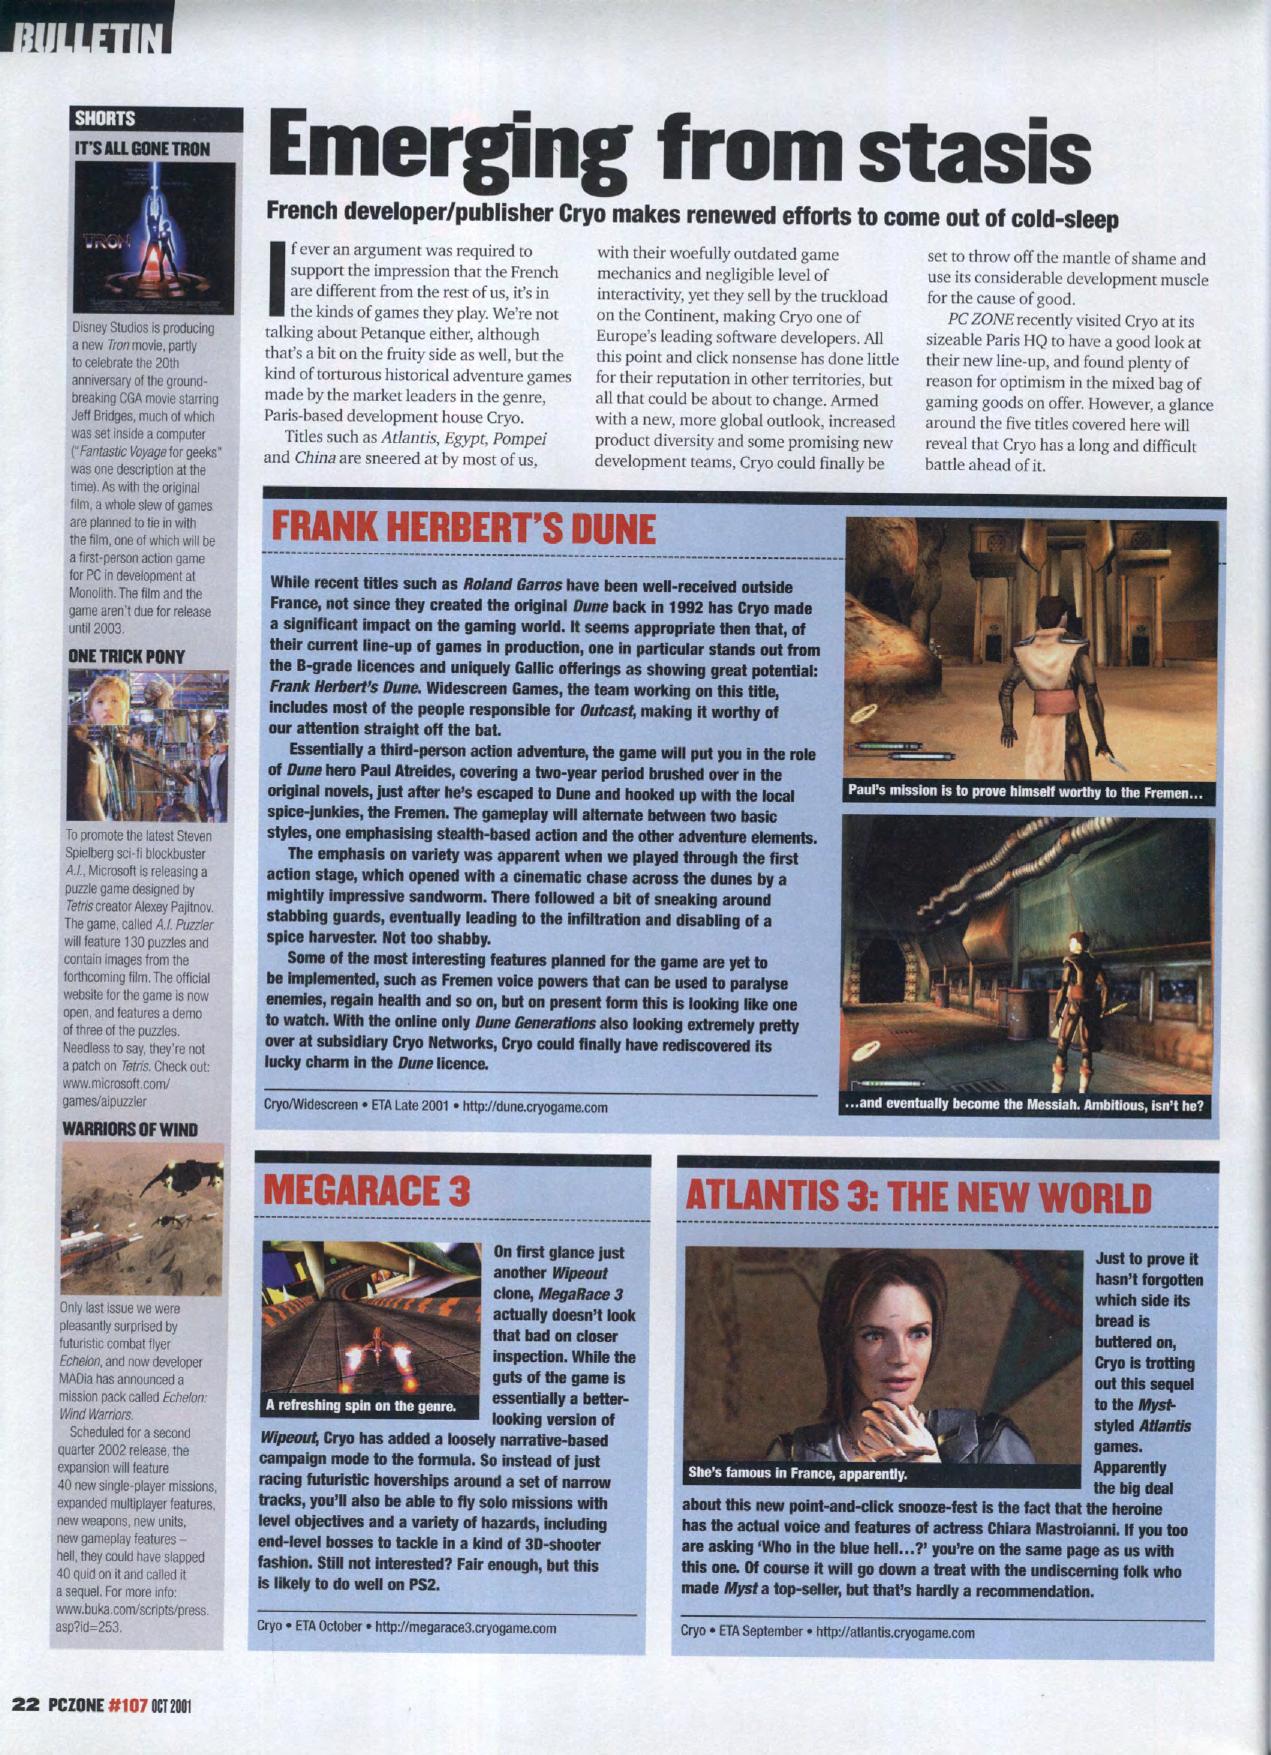 BULLETIN
SHORTS
IT'S ALL GONE TRON
TRON
Disney Studios is producing
a new Tron movie, partly
to celebrate the 20th
anniversary of the ground-
breaking CGA movie starring
Jeff Bridges, much of which
was set inside a computer
("Fantastic Voyage for geeks"
was one description at the
time). As with the original
film, a whole slew of games
are planned to tie in with
the film, one of which will be
a first-person action game
for PC in development at
Monolith. The film and the
game aren't due for release
until 2003.
ONE TRICK PONY
To promote the latest Steven
Spielberg sci-fi blockbuster
A.I., Microsoft is releasing a
puzzle game designed by
Tetris creator Alexey Pajitnov.
The game, called A.I. Puzzler
will feature 130 puzzles and
contain images from the
forthcoming film. The official
website for the game is now
open, and features a demo
of three of the puzzles.
Needless to say, they're not
a patch on Tetris. Check out:
www.microsoft.com/
games/aipuzzler
WARRIORS OF WIND
Only last issue we were
pleasantly surprised by
futuristic combat flyer
Echelon, and now developer
MADia has announced a
mission pack called Echelon:
Wind Warriors.
Scheduled for a second
quarter 2002 release, the
expansion will feature
40 new single-player missions,
expanded multiplayer features,
new weapons, new units,
new gameplay features –
hell, they could have slapped
40 quid on it and called it
a sequel. For more info:
www.buka.com/scripts/press.
asp?id=253.
Emerging from stasis
French developer/publisher Cryo makes renewed efforts to come out of cold-sleep
If ever an argument was required to
support the impression that the French
are different from the rest of us, it's in
the kinds of games they play. We're not
talking about Petanque either, although
that's a bit on the fruity side as well, but the
kind of torturous historical adventure games
made by the market leaders in the genre,
Paris-based development house Cryo.
Titles such as Atlantis, Egypt, Pompei
and China are sneered at by most of us,
with their woefully outdated game
mechanics and negligible level of
interactivity, yet they sell by the truckload
on the Continent, making Cryo one of
Europe's leading software developers. All
this point and click nonsense has done little
for their reputation in other territories, but
all that could be about to change. Armed
with a new, more global outlook, increased
product diversity and some promising new
development teams, Cryo could finally be
set to throw off the mantle of shame and
use its considerable development muscle
for the cause of good.
PC ZONE recently visited Cryo at its
sizeable Paris HQ to have a good look at
their new line-up, and found plenty of
reason for optimism in the mixed bag of
gaming goods on offer. However, a glance
around the five titles covered here will
reveal that Cryo has a long and difficult
battle ahead of it.
FRANK HERBERT'S DUNE
While recent titles such as Roland Garros have been well-received outside
France, not since they created the original Dune back in 1992 has Cryo made
a significant impact on the gaming world. It seems appropriate then that, of
their current line-up of games in production, one in particular stands out from
the B-grade licences and uniquely Gallic offerings as showing great potential:
Frank Herbert's Dune. Widescreen Games, the team working on this title,
includes most of the people responsible for Outcast, making it worthy of
our attention straight off the bat.
Essentially a third-person action adventure, the game will put you in the role
of Dune hero Paul Atreides, covering a two-year period brushed over in the
original novels, just after he's escaped to Dune and hooked up with the local
spice-junkies, the Fremen. The gameplay will alternate between two basic
styles, one emphasising stealth-based action and the other adventure elements.
The emphasis on variety was apparent when we played through the first
action stage, which opened with a cinematic chase across the dunes by a
mightily impressive sandworm. There followed a bit of sneaking around
stabbing guards, eventually leading to the infiltration and disabling of a
spice harvester. Not too shabby.
Some of the most interesting features planned for the game are yet to
be implemented, such as Fremen voice powers that can be used to paralyse
enemies, regain health and so on, but on present form this is looking like one
to watch. With the online only Dune Generations also looking extremely pretty
over at subsidiary Cryo Networks, Cryo could finally have rediscovered its
lucky charm in the Dune licence.
Cryo/Widescreen • ETA Late 2001 • http://dune.cryogame.com
Paul's mission is to prove himself worthy to the Fremen...
...and eventually become the Messiah. Ambitious, isn't he?
MEGARACE 3
A refreshing spin on the genre.
On first glance just
another Wipeout
clone, MegaRace 3
actually doesn't look
that bad on closer
inspection. While the
guts of the game is
essentially a better-
looking version of
Wipeout, Cryo has added a loosely narrative-based
campaign mode to the formula. So instead of just
racing futuristic hoverships around a set of narrow
tracks, you'll also be able to fly solo missions with
level objectives and a variety of hazards, including
end-level bosses to tackle in a kind of 3D-shooter
fashion. Still not interested? Fair enough, but this
is likely to do well on PS2.
Cryo • ETA October • http://megarace3.cryogame.com
ATLANTIS 3: THE NEW WORLD
She's famous in France, apparently.
Just to prove it
hasn't forgotten
which side its
bread is
buttered on,
Cryo is trotting
out this sequel
to the Myst-
styled Atlantis
games.
Apparently
the big deal
about this new point-and-click snooze-fest is the fact that the heroine
has the actual voice and features of actress Chiara Mastroianni. If you too
are asking 'Who in the blue hell...?' you're on the same page as us with
this one. Of course it will go down a treat with the undiscerning folk who
made Myst a top-seller, but that's hardly a recommendation.
Cryo • ETA September • http://atlantis.cryogame.com
22 PCZONE #107 OCT 2001